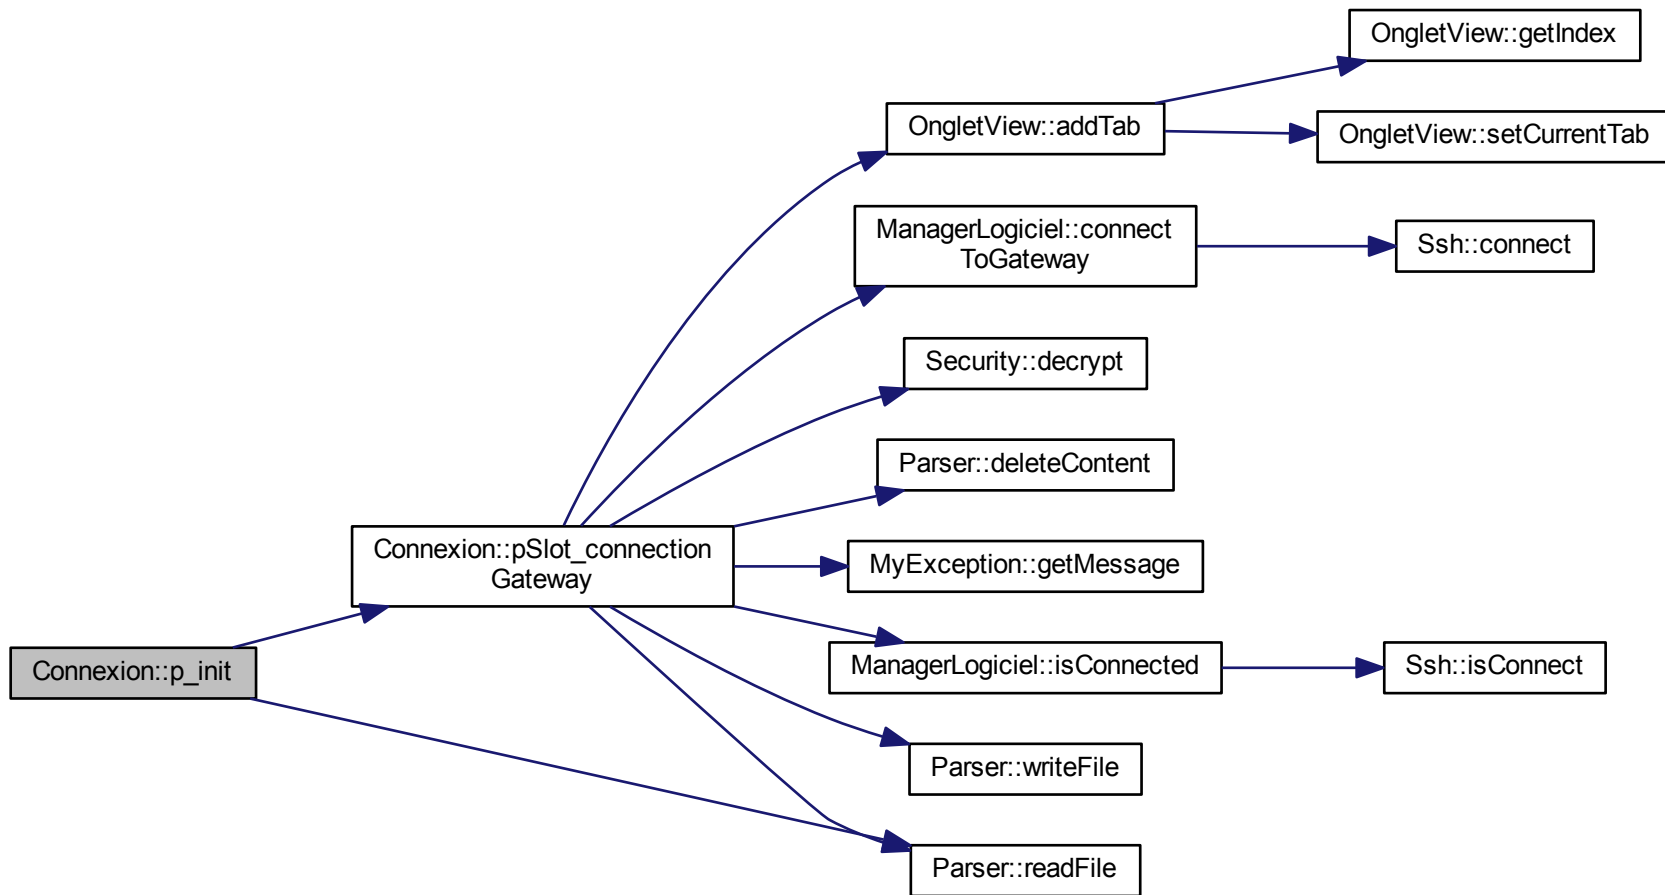 OngletView::getIndex
OngletView::addTab
OngletView::setCurrentTab
ManagerLogiciel::connect
ToGateway
Ssh::connect
Security::decrypt
Parser::deleteContent
Connexion::pSlot_connection
Gateway
MyException::getMessage
Connexion::p_init
ManagerLogiciel::isConnected
Ssh::isConnect
Parser::writeFile
Parser::readFile